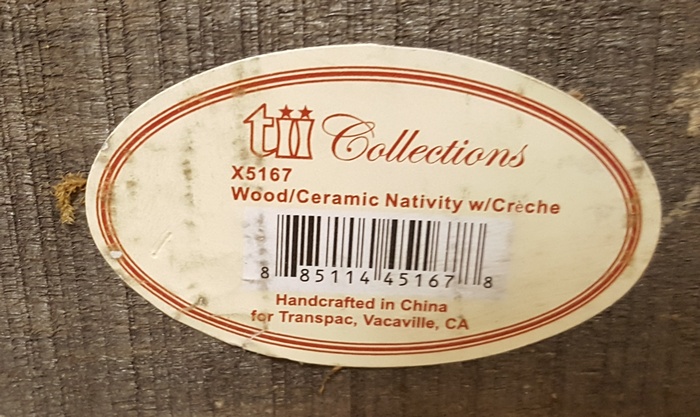 tii Collections
X5167
Wood/Ceramic Nativity w/Crèche
8 85114 45167 8
Handcrafted in China
for Transpac, Vacaville, CA